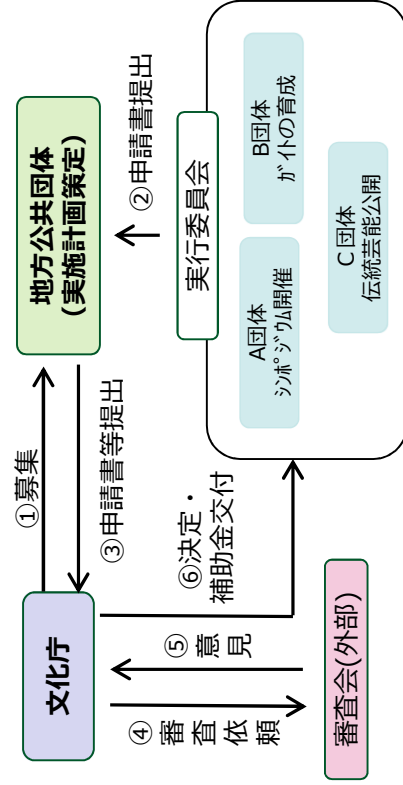 文化庁
①募集
③申請書等提出
地方公共団体
(実施計画策定)
②申請書提出
④審査依頼
⑤意見
⑥決定・
補助金交付
審査会(外部)
実行委員会
A団体
シンポジウム開催
B団体
ガイドの育成
C団体
伝統芸能公開